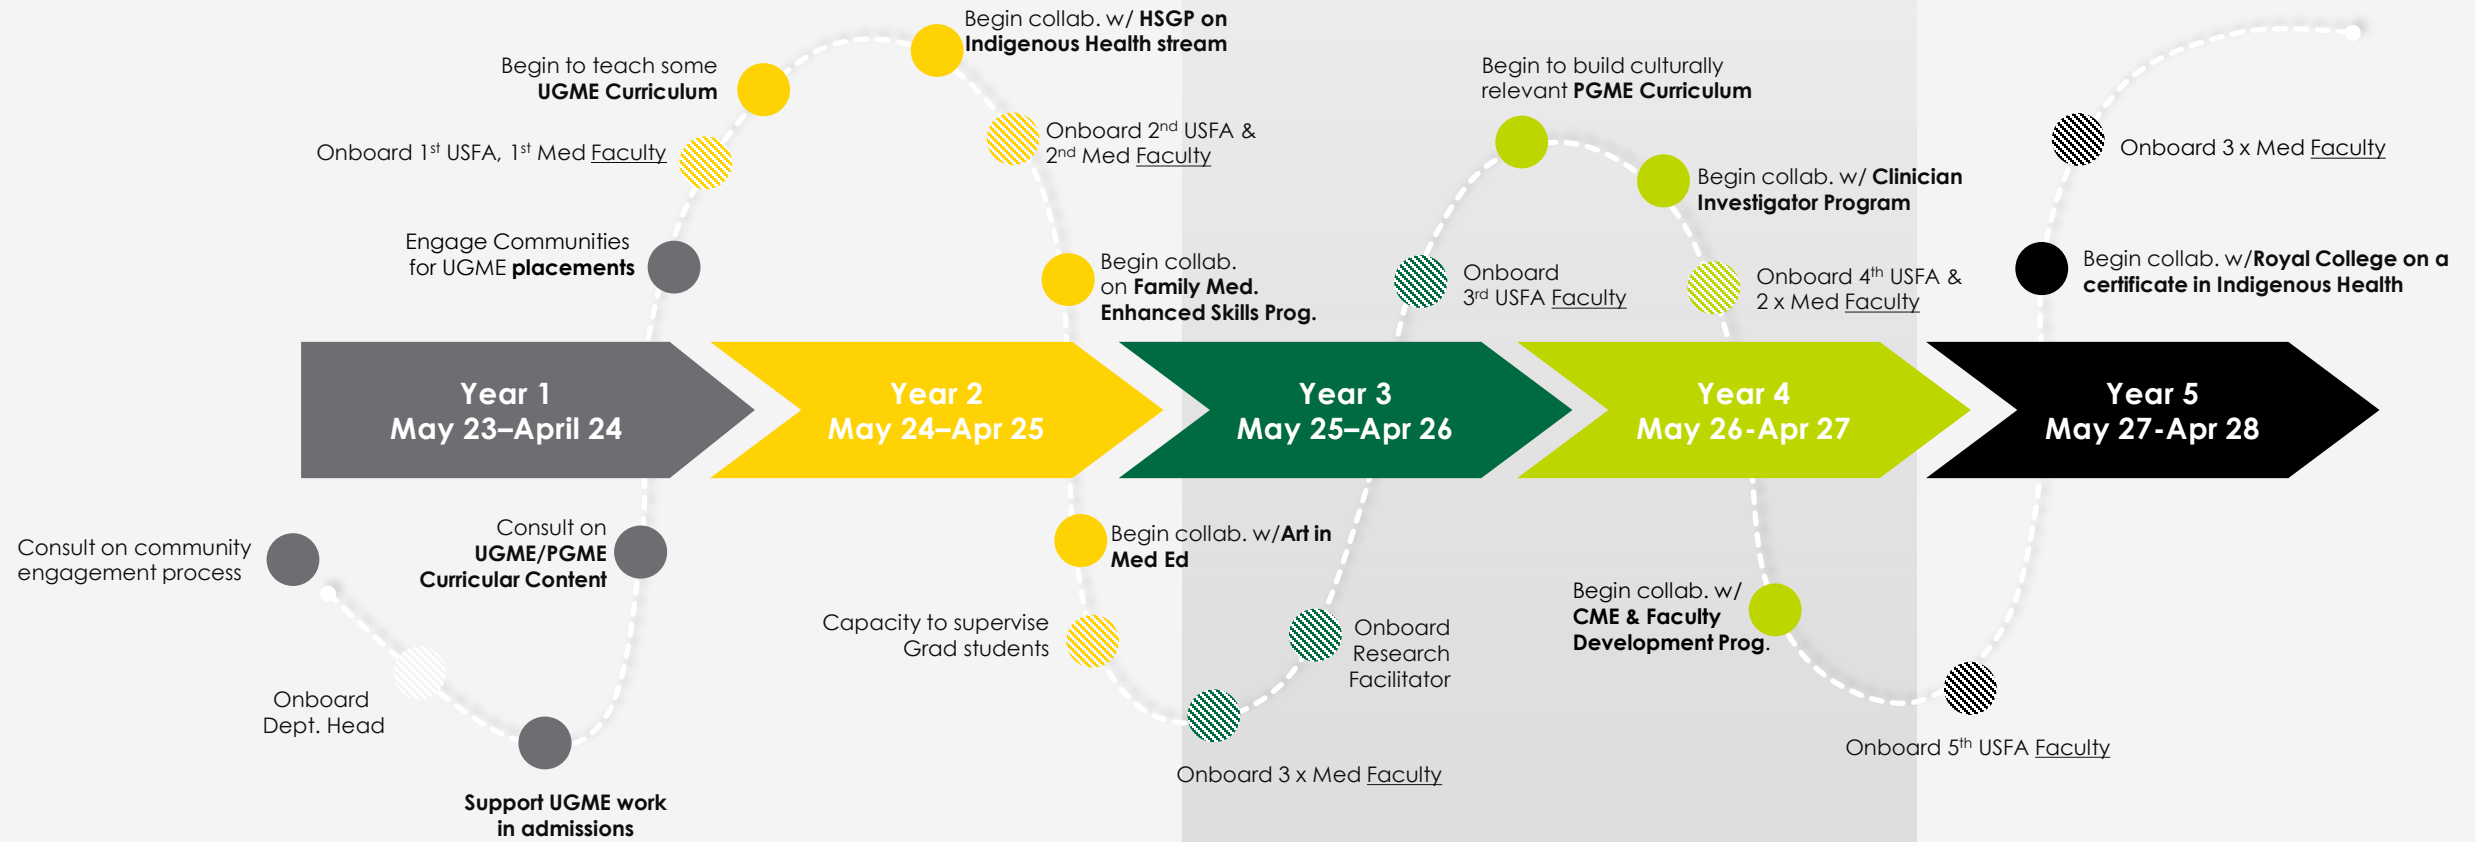 Begin collab. w/ HSGP on
Indigenous Health stream
Begin to teach some
UGME Curriculum
Onboard 1st USFA, 1st Med Faculty
Onboard 2nd USFA &
2nd Med Faculty
Engage Communities
for UGME placements
Begin collab.
on Family Med.
Enhanced Skills Prog.
Begin to build culturally
relevant PGME Curriculum
Begin collab. w/ Clinician
Investigator Program
Onboard
3rd USFA Faculty
Onboard 4th USFA &
2 x Med Faculty
Onboard 3 x Med Faculty
Begin collab. w/Royal College on a
certificate in Indigenous Health
Year 1
May 23–April 24
Year 2
May 24–Apr 25
Year 3
May 25–Apr 26
Year 4
May 26-Apr 27
Year 5
May 27-Apr 28
Consult on community
engagement process
Consult on
UGME/PGME
Curricular Content
Onboard
Dept. Head
Support UGME work
in admissions
Begin collab. w/Art in
Med Ed
Capacity to supervise
Grad students
Onboard
Research
Facilitator
Onboard 3 x Med Faculty
Begin collab. w/
CME & Faculty
Development Prog.
Onboard 5th USFA Faculty